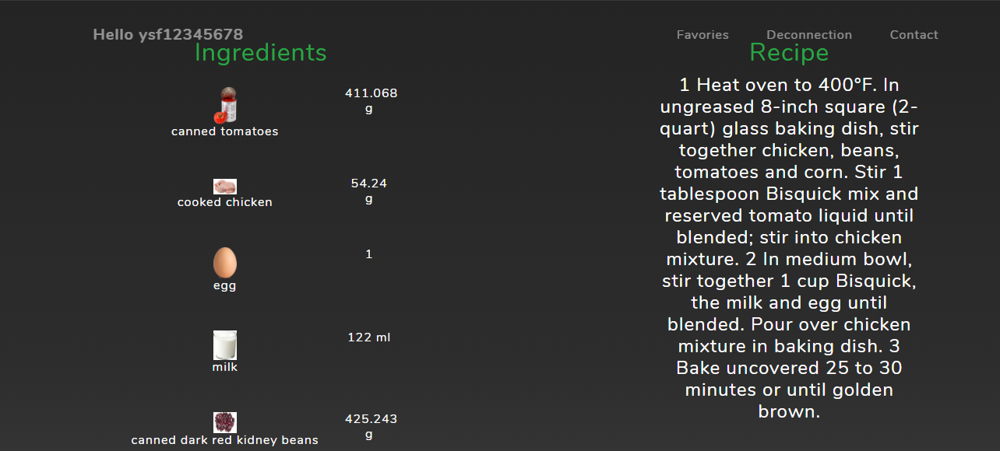 Hello ysf12345678
Favories
Deconnection
Contact
Ingredients
411.068
g
canned tomatoes
54.24
g
cooked chicken
1
egg
122 ml
milk
425.243
g
canned dark red kidney beans
Recipe
1 Heat oven to 400°F. In
ungreased 8-inch square (2-
quart) glass baking dish, stir
together chicken, beans,
tomatoes and corn. Stir 1
tablespoon Bisquick mix and
reserved tomato liquid until
blended; stir into chicken
mixture. 2 In medium bowl,
stir together 1 cup Bisquick,
the milk and egg until
blended. Pour over chicken
mixture in baking dish. 3
Bake uncovered 25 to 30
minutes or until golden
brown.